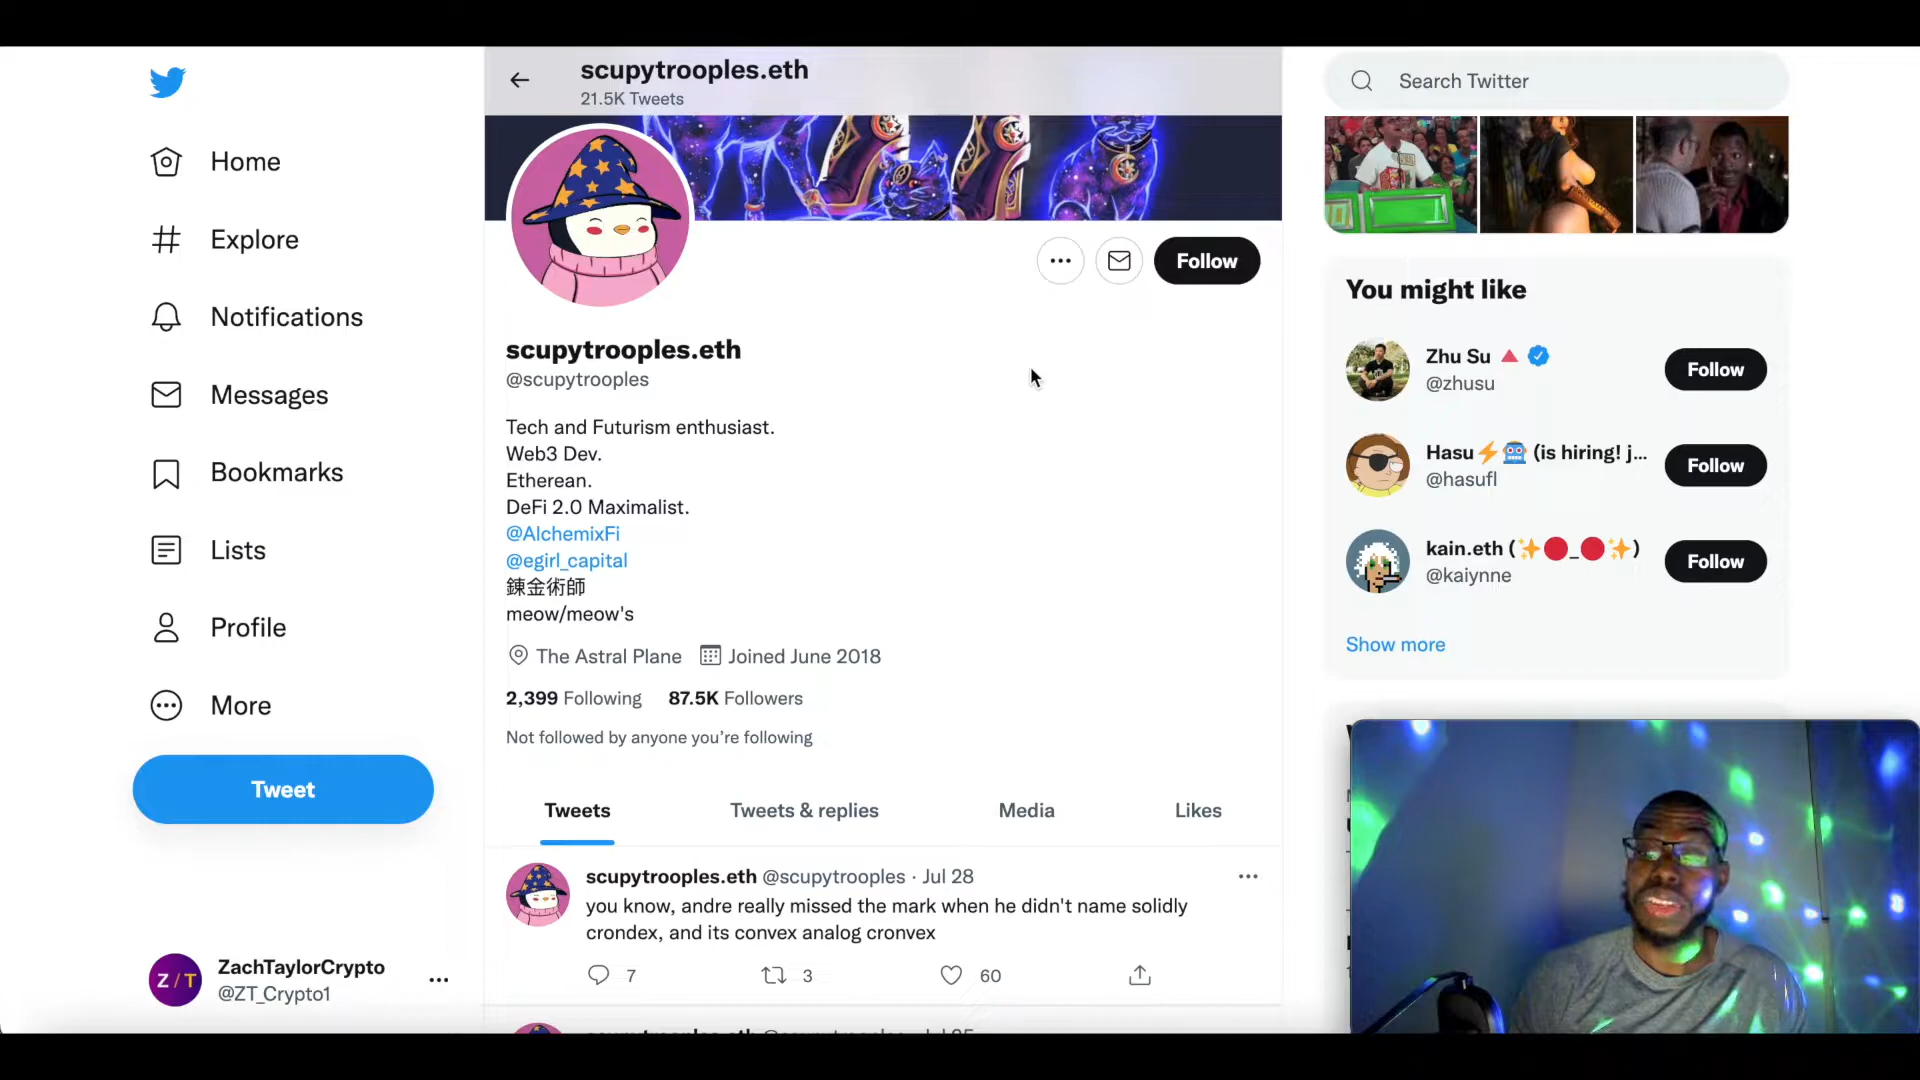 scupytrooples.eth
21.5K Tweets
Search Twitter
Home
Explore
Notifications
Messages
Bookmarks
Lists
Profile
More
Tweet
ZachTaylorCrypto
@ZT_Crypto1
Z/T
Follow
scupytrooples.eth
@scupytrooples
Tech and Futurism enthusiast.
Web3 Dev.
Etherean.
DeFi 2.0 Maximalist.
@AlchemixFi
@egirl_capital
錬金術師
meow/meow's
The Astral Plane Joined June 2018
2,399 Following 87.5K Followers
Not followed by anyone you're following
Tweets Tweets & replies Media Likes
scupytrooples.eth @scupytrooples · Jul 28
you know, andre really missed the mark when he didn't name solidly
crondex, and its convex analog cronvex
7 3 60
You might like
Zhu Su
@zhusu
Follow
Hasu (is hiring! j...
@hasufl
Follow
kain.eth (✨🔴_🔴✨)
@kaiynne
Follow
Show more